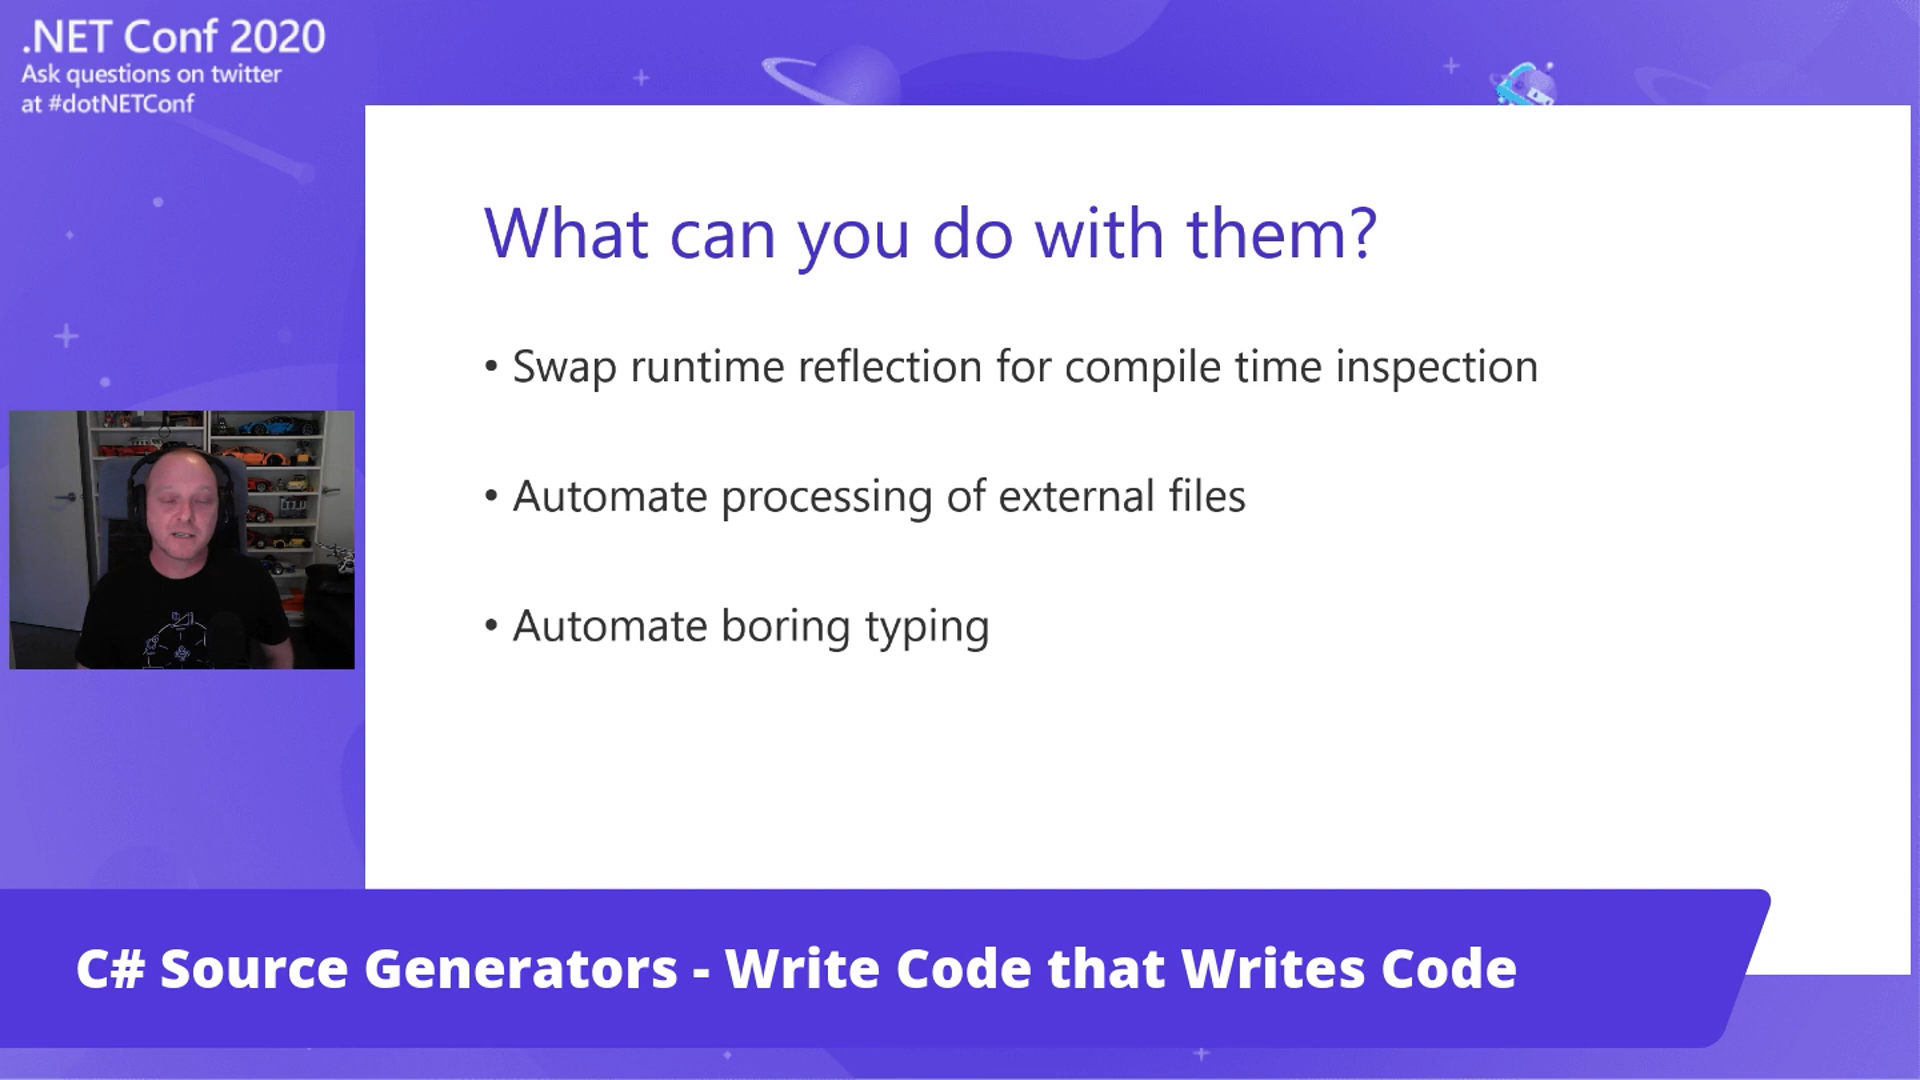 .NET Conf 2020
Ask questions on twitter
at #dotNETConf
What can you do with them?
• Swap runtime reflection for compile time inspection
• Automate processing of external files
• Automate boring typing
C# Source Generators - Write Code that Writes Code